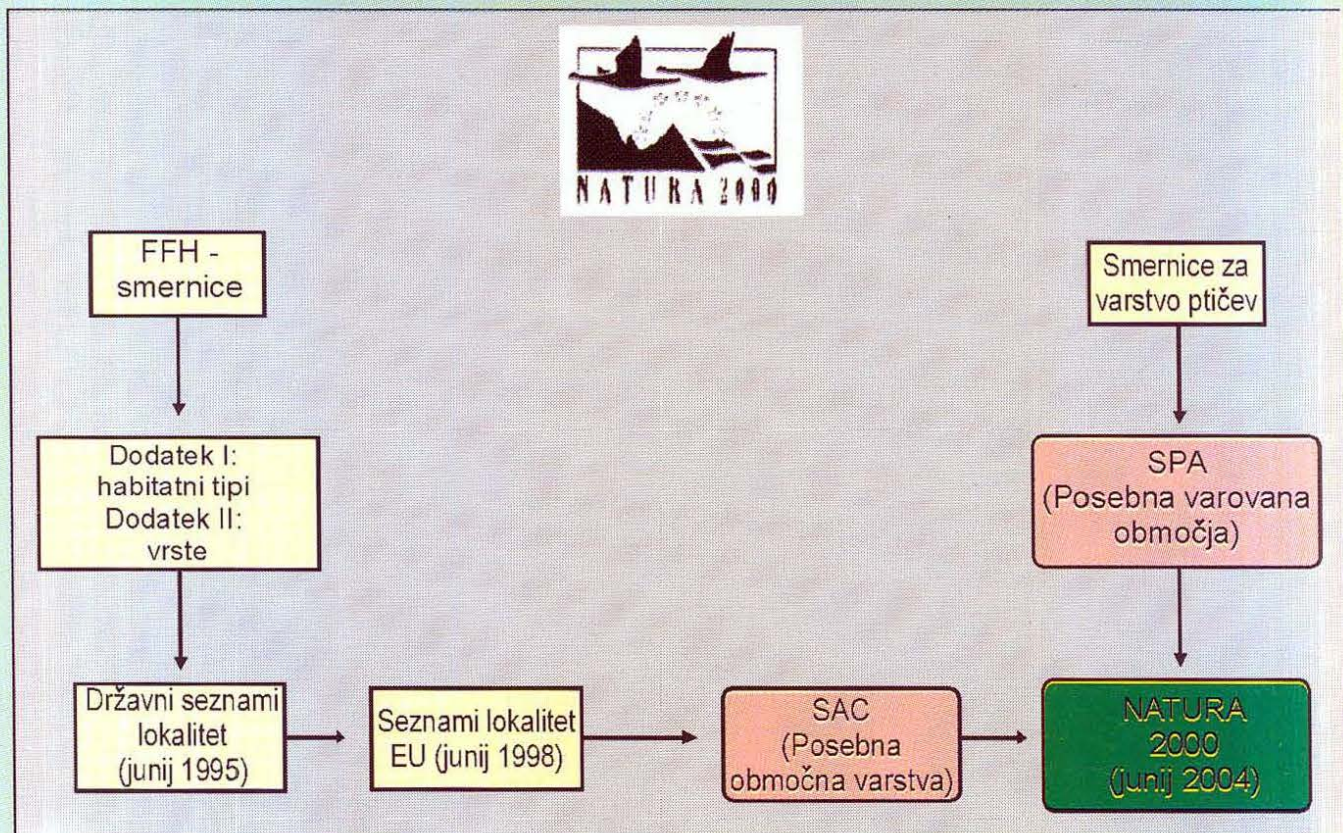 NATURA 2000
FFH -
smernice
Smernice za
varstvo ptičev
Dodatek I:
habitatni tipi
Dodatek II:
vrste
SPA
(Posebna varovana
območja)
Državni seznami
lokalitet
(junij 1995)
Seznami lokalitet
EU (junij 1998)
SAC
(Posebna
območna varstva)
NATURA
2000
(junij 2004)